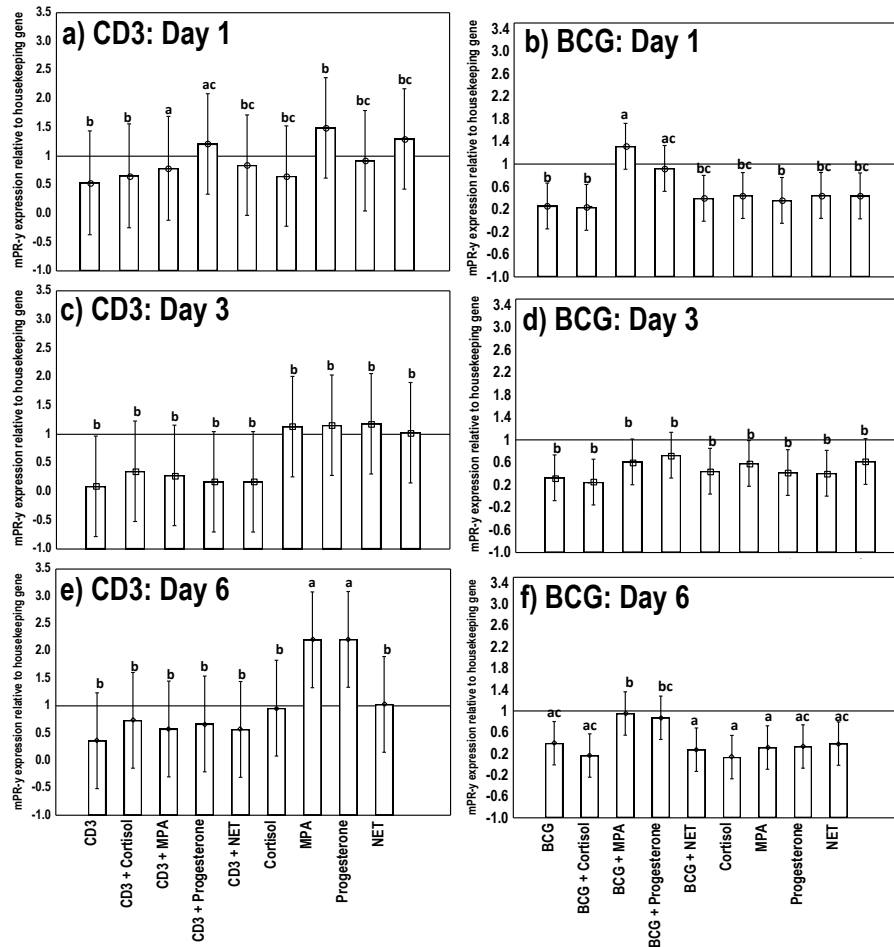 a) CD3: Day 1
mPR-y expression relative to housekeeping gene
3.5
3.0
2.5
2.0
1.5
1
0.5
0.0
-0.5
-1.0
b b a ac bc bc b bc bc
b) BCG: Day 1
mPR-y expression relative to housekeeping gene
3.4
3.0
2.6
2.2
1.8
1.4
1
0.6
0.2
-0.2
-0.6
-1.0
b b a ac bc bc b bc bc
c) CD3: Day 3
mPR-y expression relative to housekeeping gene
3.5
3.0
2.5
2.0
1.5
1
0.5
0.0
-0.5
-1.0
b b b b b b b b b
d) BCG: Day 3
mPR-y expression relative to housekeeping gene
3.4
3.0
2.6
2.2
1.8
1.4
1
0.6
0.2
-0.2
-0.6
-1.0
b b b b b b b b b
e) CD3: Day 6
mPR-y expression relative to housekeeping gene
3.5
3.0
2.5
2.0
1.5
1
0.5
0.0
-0.5
-1.0
b b b b b b a a b
CD3
CD3 + Cortisol
CD3 + MPA
CD3 + Progesterone
CD3 + NET
Cortisol
MPA
Progesterone
NET
f) BCG: Day 6
mPR-y expression relative to housekeeping gene
3.4
3.0
2.6
2.2
1.8
1.4
1
0.6
0.2
-0.2
-0.6
-1.0
ac ac b bc a a a ac ac
BCG
BCG + Cortisol
BCG + MPA
BCG + Progesterone
BCG + NET
Cortisol
MPA
Progesterone
NET